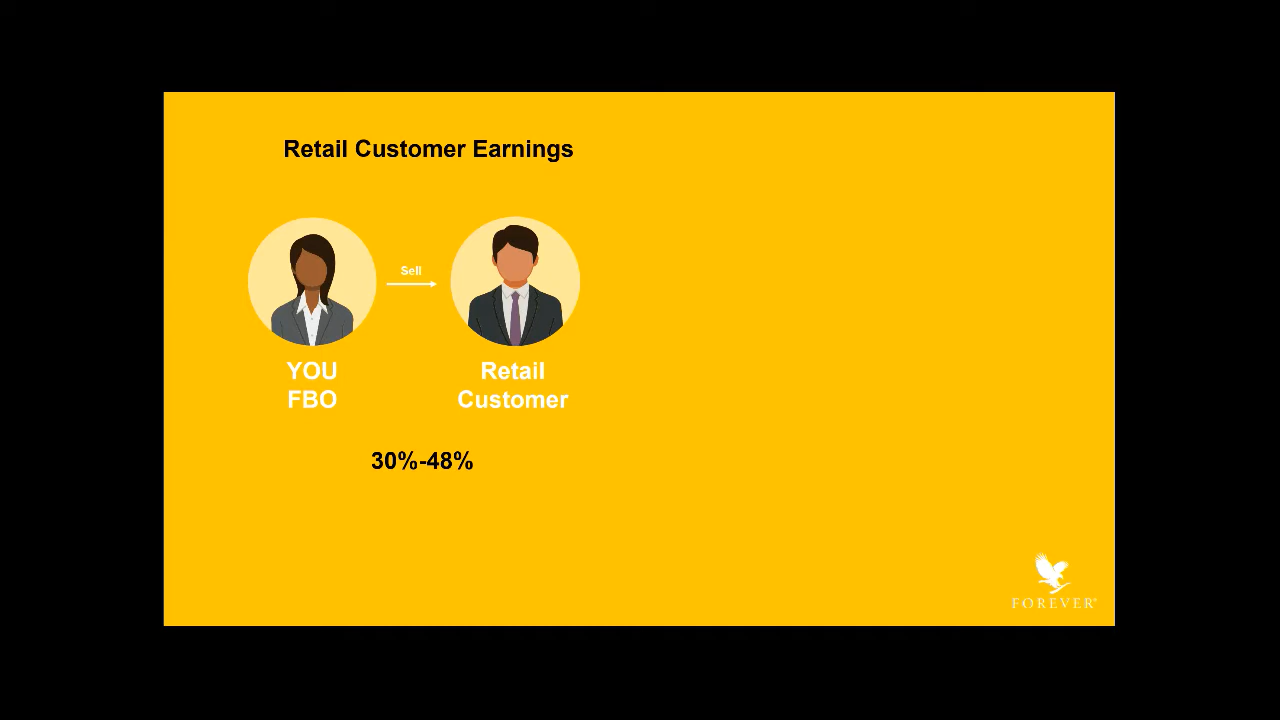 Retail Customer Earnings
Sell
YOU
FBO
Retail
Customer
30%-48%
FOREVER®